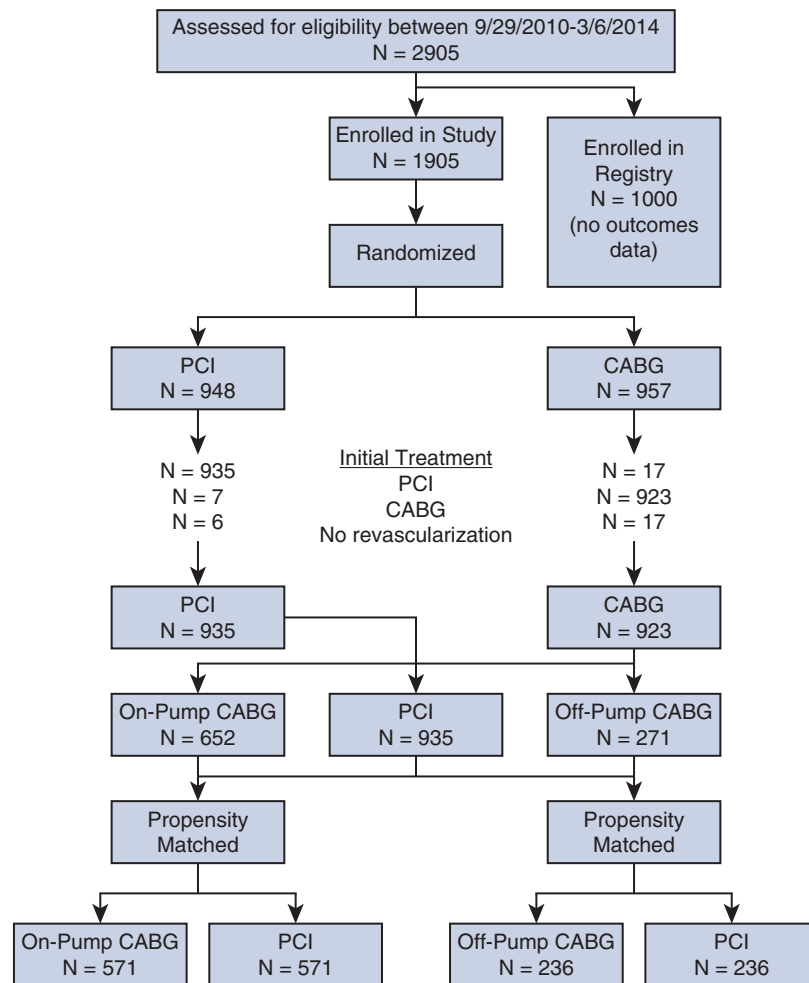 Assessed for eligibility between 9/29/2010-3/6/2014
N = 2905
Enrolled in Study
N = 1905
Enrolled in
Registry
N = 1000
(no outcomes
data)
Randomized
PCI
N = 948
CABG
N = 957
N = 935
N = 7
N = 6
Initial Treatment
PCI
CABG
No revascularization
N = 17
N = 923
N = 17
PCI
N = 935
CABG
N = 923
On-Pump CABG
N = 652
PCI
N = 935
Off-Pump CABG
N = 271
Propensity
Matched
Propensity
Matched
On-Pump CABG
N = 571
PCI
N = 571
Off-Pump CABG
N = 236
PCI
N = 236